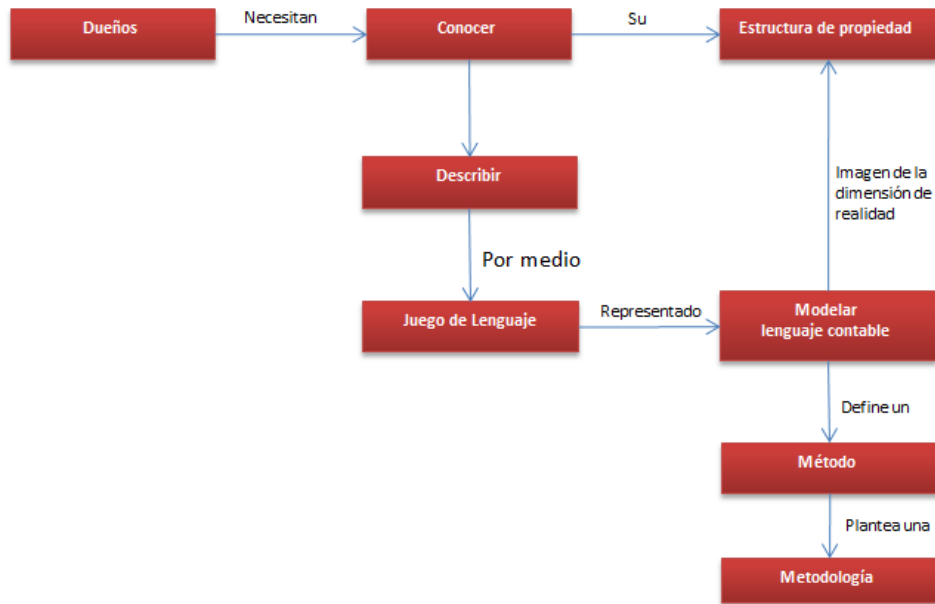 Dueños
Necesitan
Conocer
Su
Estructura de propiedad
Describir
Imagen de la
dimensión de
realidad
Por medio
Juego de Lenguaje
Representado
Modelar
lenguaje contable
Define un
Método
Plantea una
Metodología